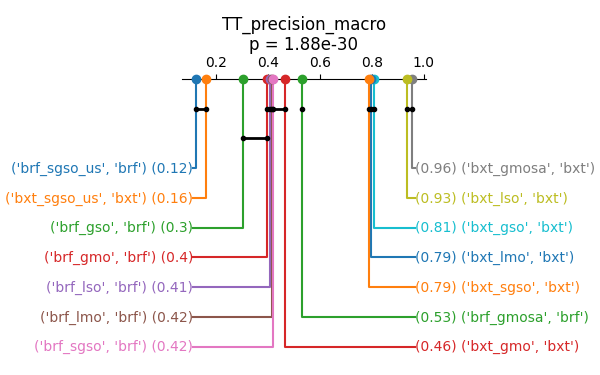 TT_precision_macro
p = 1.88e-30
0.2 0.4 0.6 0.8 1.0
('brf_sgso_us', 'brf') (0.12) (0.96) ('bxt_gmosa', 'bxt')
('bxt_sgso_us', 'bxt') (0.16) (0.93) ('bxt_lso', 'bxt')
('brf_gso', 'brf') (0.3) (0.81) ('bxt_gso', 'bxt')
('brf_gmo', 'brf') (0.4) (0.79) ('bxt_lmo', 'bxt')
('brf_lso', 'brf') (0.41) (0.79) ('bxt_sgso', 'bxt')
('brf_lmo', 'brf') (0.42) (0.53) ('brf_gmosa', 'brf')
('brf_sgso', 'brf') (0.42) (0.46) ('bxt_gmo', 'bxt')